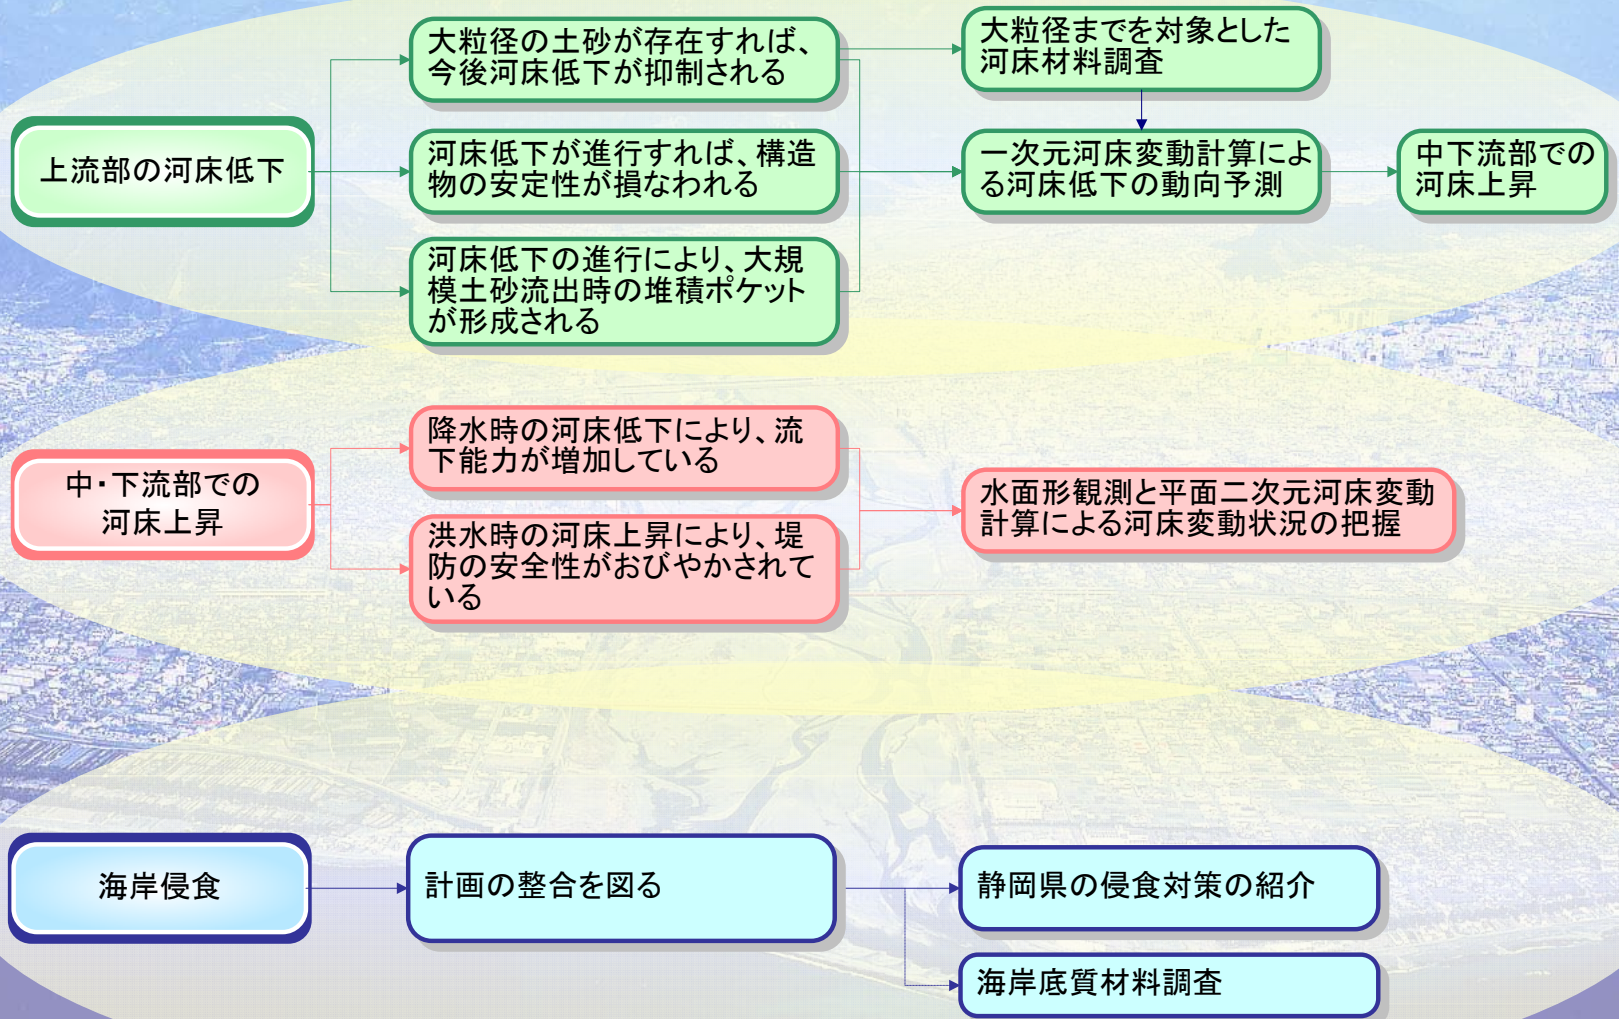 上流部の河床低下
大粒径の土砂が存在すれば、
今後河床低下が抑制される
河床低下が進行すれば、構造
物の安定性が損なわれる
河床低下の進行により、大規
模土砂流出時の堆積ポケット
が形成される
大粒径までを対象とした
河床材料調査
一次元河床変動計算によ
る河床低下の動向予測
中下流部での
河床上昇
中・下流部での
河床上昇
降水時の河床低下により、流
下能力が増加している
洪水時の河床上昇により、堤
防の安全性がおびやかされて
いる
水面形観測と平面二次元河床変動
計算による河床変動状況の把握
海岸侵食
計画の整合を図る
静岡県の侵食対策の紹介
海岸底質材料調査